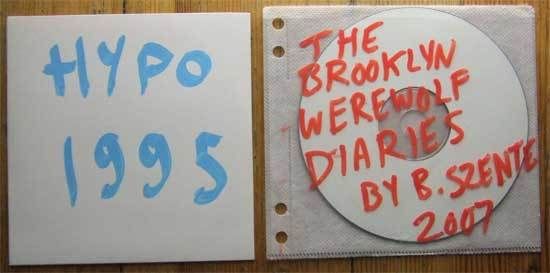 HYPO
1995
THE
BROOKLYN
WEREWOLF
DIARIES
BY B. SZENTE
2007